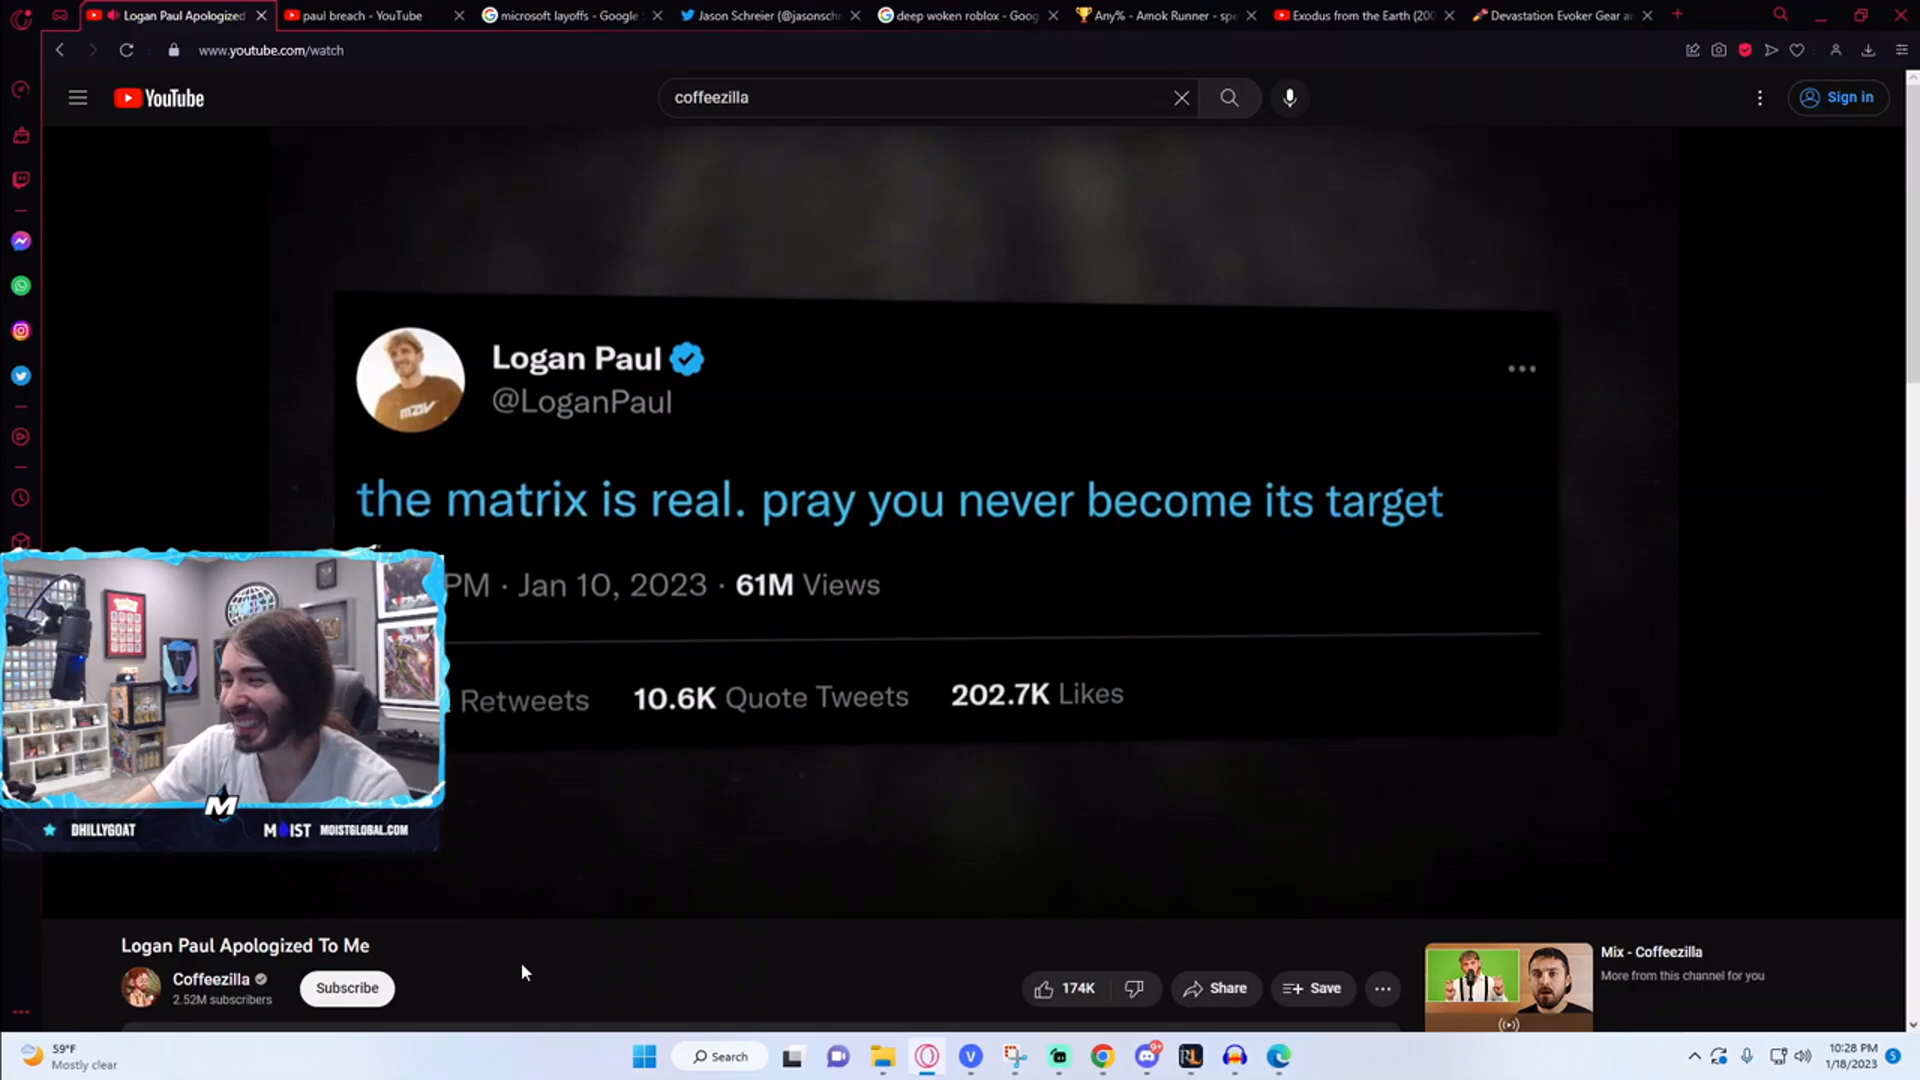 Logan Paul Apologized
paul breach - YouTube
microsoft layoffs - Google
Jason Schreier (@jasonschr
deep woken roblox - Goog
Any% - Amok Runner - spe
Exodus from the Earth (200
Devastation Evoker Gear an
www.youtube.com/watch
YouTube
coffeezilla
Sign in
Logan Paul
@LoganPaul
the matrix is real. pray you never become its target
PM · Jan 10, 2023 · 61M Views
Retweets 10.6K Quote Tweets 202.7K Likes
DHILLYGOAT
M
MOIST MOISTGLOBAL.COM
Logan Paul Apologized To Me
Coffeezilla
2.52M subscribers
Subscribe
174K
Share
Save
Mix - Coffeezilla
More from this channel for you
59°F
Mostly clear
Search
10:28 PM
1/18/2023
5